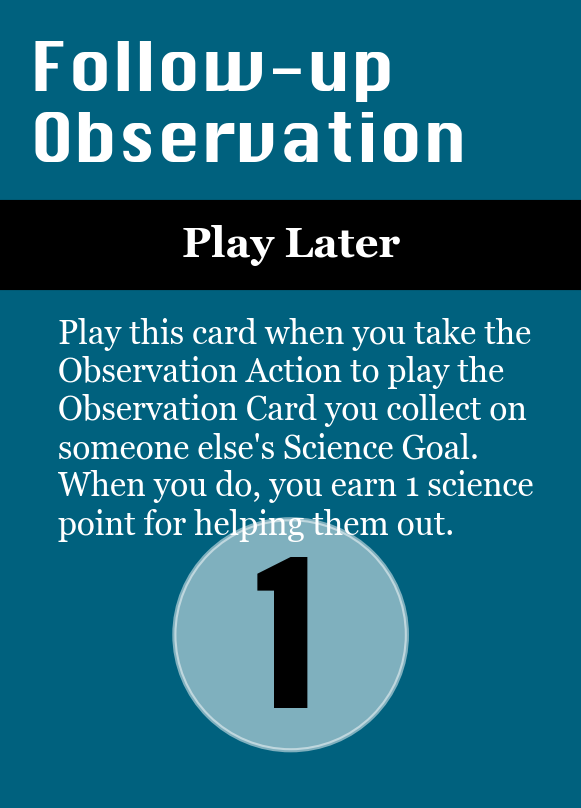 Follow-up
Observation
Play Later
Play this card when you take the
Observation Action to play the
Observation Card you collect on
someone else's Science Goal.
When you do, you earn 1 science
point for helping them out.
1